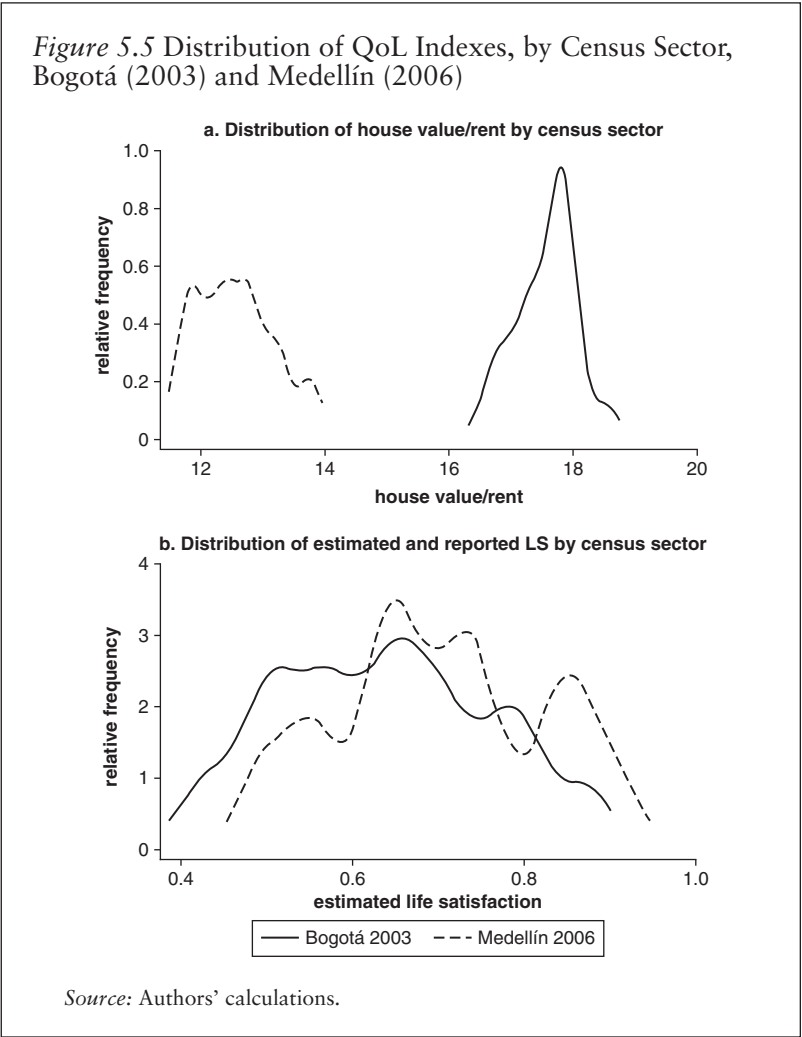 Figure 5.5 Distribution of QoL Indexes, by Census Sector,
Bogotá (2003) and Medellín (2006)
a. Distribution of house value/rent by census sector
1.0
0.8
0.6
0.4
0.2
0
relative frequency
12 14 16 18 20
house value/rent
b. Distribution of estimated and reported LS by census sector
4
3
2
1
0
relative frequency
0.4 0.6 0.8 1.0
estimated life satisfaction
Bogotá 2003 Medellín 2006
Source: Authors' calculations.